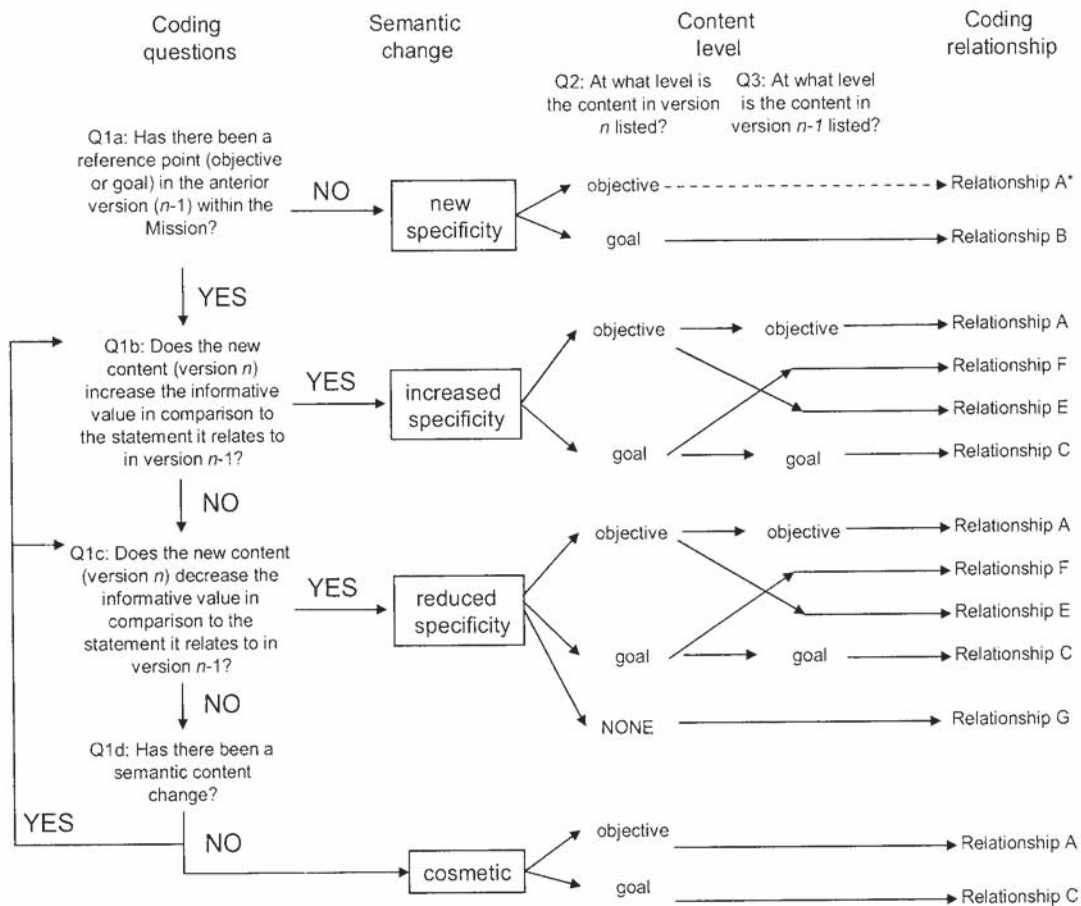 Coding questions
Semantic change
Content level
Coding relationship
Q2: At what level is the content in version n listed?
Q3: At what level is the content in version n-1 listed?
Q1a: Has there been a
reference point (objective
or goal) in the anterior
version (n-1) within the
Mission?
NO
new
specificity
objective
Relationship A*
goal
Relationship B
YES
Q1b: Does the new
content (version n)
increase the informative
value in comparison to
the statement it relates to
in version n-1?
YES
increased
specificity
objective
objective
Relationship A
Relationship F
Relationship E
goal
goal
Relationship C
NO
Q1c: Does the new content
(version n) decrease the
informative value in
comparison to the
statement it relates to in
version n-1?
YES
reduced
specificity
objective
objective
Relationship A
Relationship F
Relationship E
goal
goal
Relationship C
NONE
Relationship G
NO
Q1d: Has there been a
semantic content
change?
YES
NO
cosmetic
objective
Relationship A
goal
Relationship C